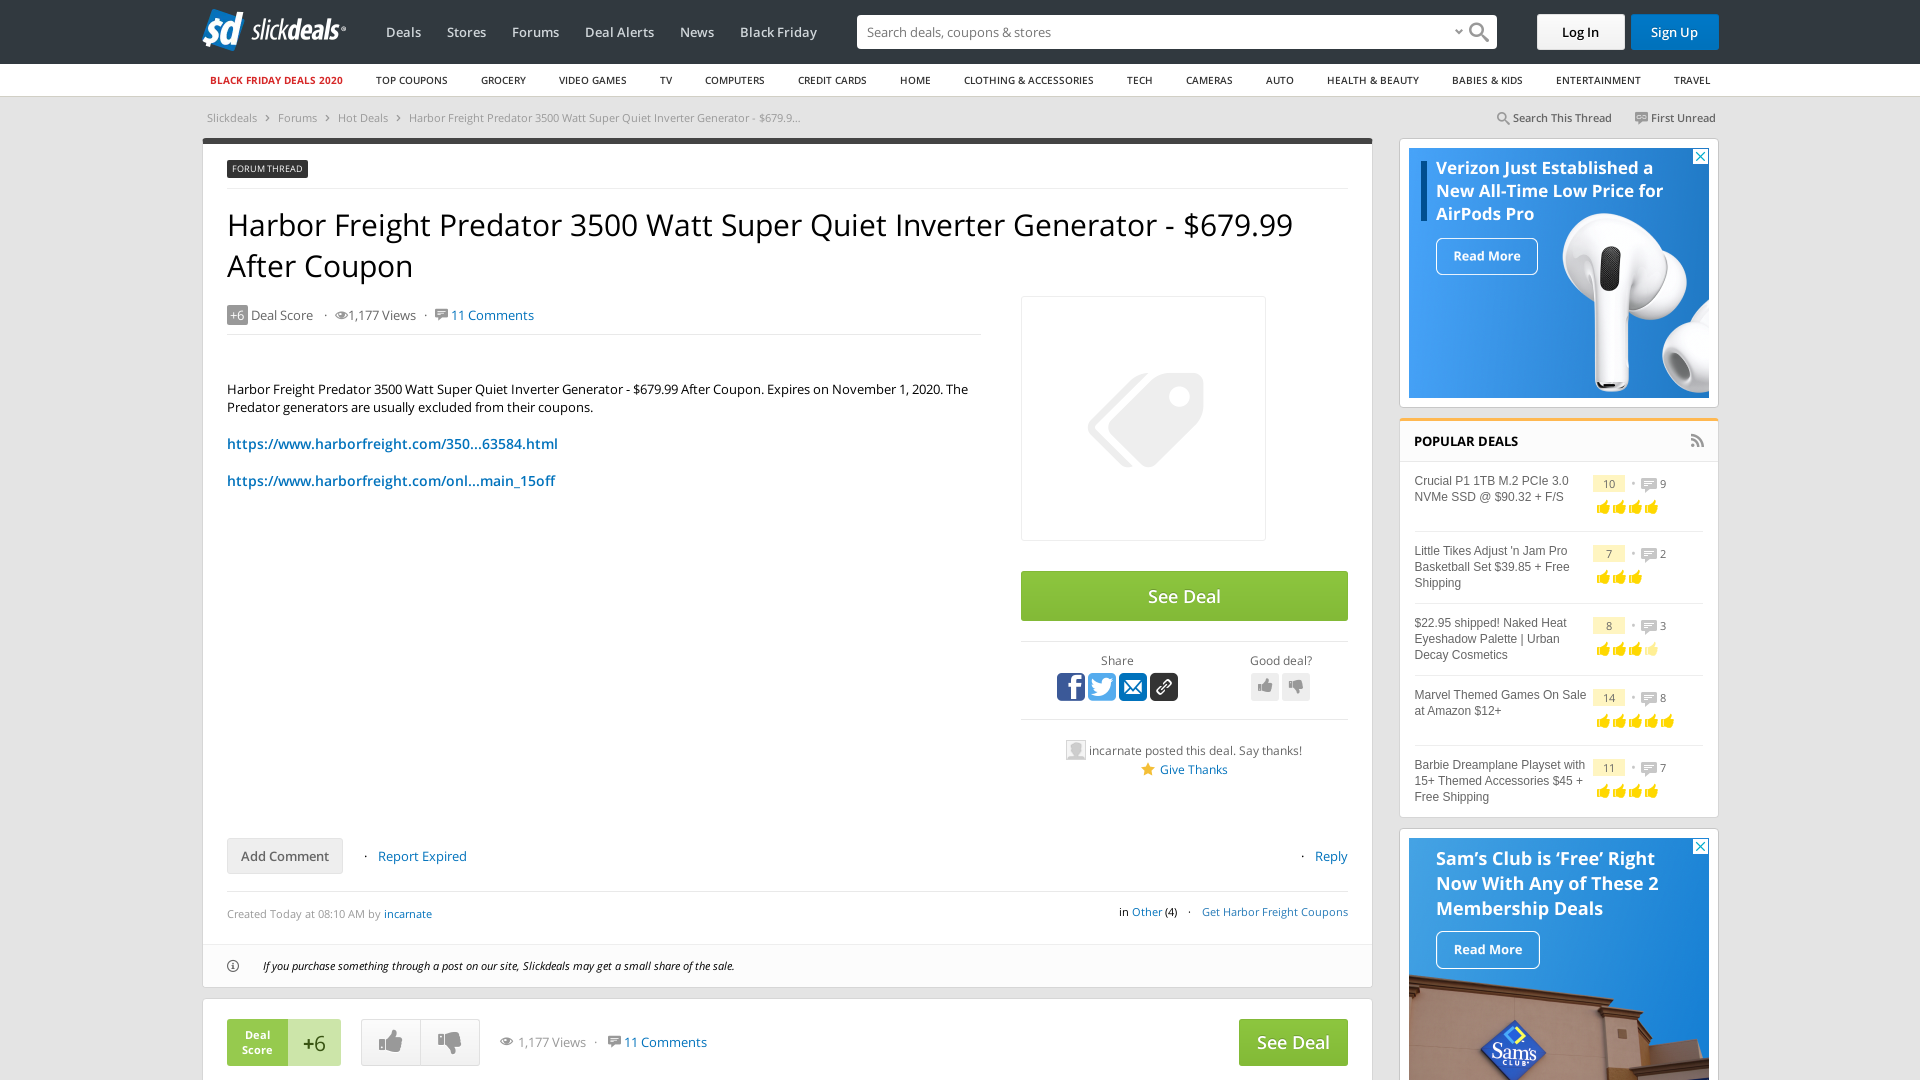 slickdeals
Deals
Stores
Forums
Deal Alerts
News
Black Friday
Search deals, coupons & stores
Log In
Sign Up
BLACK FRIDAY DEALS 2020
TOP COUPONS
GROCERY
VIDEO GAMES
TV
COMPUTERS
CREDIT CARDS
HOME
CLOTHING & ACCESSORIES
TECH
CAMERAS
AUTO
HEALTH & BEAUTY
BABIES & KIDS
ENTERTAINMENT
TRAVEL
Slickdeals > Forums > Hot Deals > Harbor Freight Predator 3500 Watt Super Quiet Inverter Generator - $679.9...
Search This Thread
First Unread
FORUM THREAD
Harbor Freight Predator 3500 Watt Super Quiet Inverter Generator - $679.99
After Coupon
+6 Deal Score · 1,177 Views · 11 Comments
Harbor Freight Predator 3500 Watt Super Quiet Inverter Generator - $679.99 After Coupon. Expires on November 1, 2020. The
Predator generators are usually excluded from their coupons.
https://www.harborfreight.com/350...63584.html
https://www.harborfreight.com/onl...main_15off
See Deal
Share
Good deal?
incarnate posted this deal. Say thanks!
Give Thanks
Add Comment
· Report Expired
· Reply
Created Today at 08:10 AM by incarnate
in Other (4) · Get Harbor Freight Coupons
If you purchase something through a post on our site, Slickdeals may get a small share of the sale.
Deal
Score
+6
1,177 Views · 11 Comments
See Deal
Verizon Just Established a
New All-Time Low Price for
AirPods Pro
Read More
POPULAR DEALS
Crucial P1 1TB M.2 PCIe 3.0
NVMe SSD @ $90.32 + F/S
10 • 9
Little Tikes Adjust 'n Jam Pro
Basketball Set $39.85 + Free
Shipping
7 • 2
$22.95 shipped! Naked Heat
Eyeshadow Palette | Urban
Decay Cosmetics
8 • 3
Marvel Themed Games On Sale
at Amazon $12+
14 • 8
Barbie Dreamplane Playset with
15+ Themed Accessories $45 +
Free Shipping
11 • 7
Sam's Club is 'Free' Right
Now With Any of These 2
Membership Deals
Read More
Sam's
CLUB